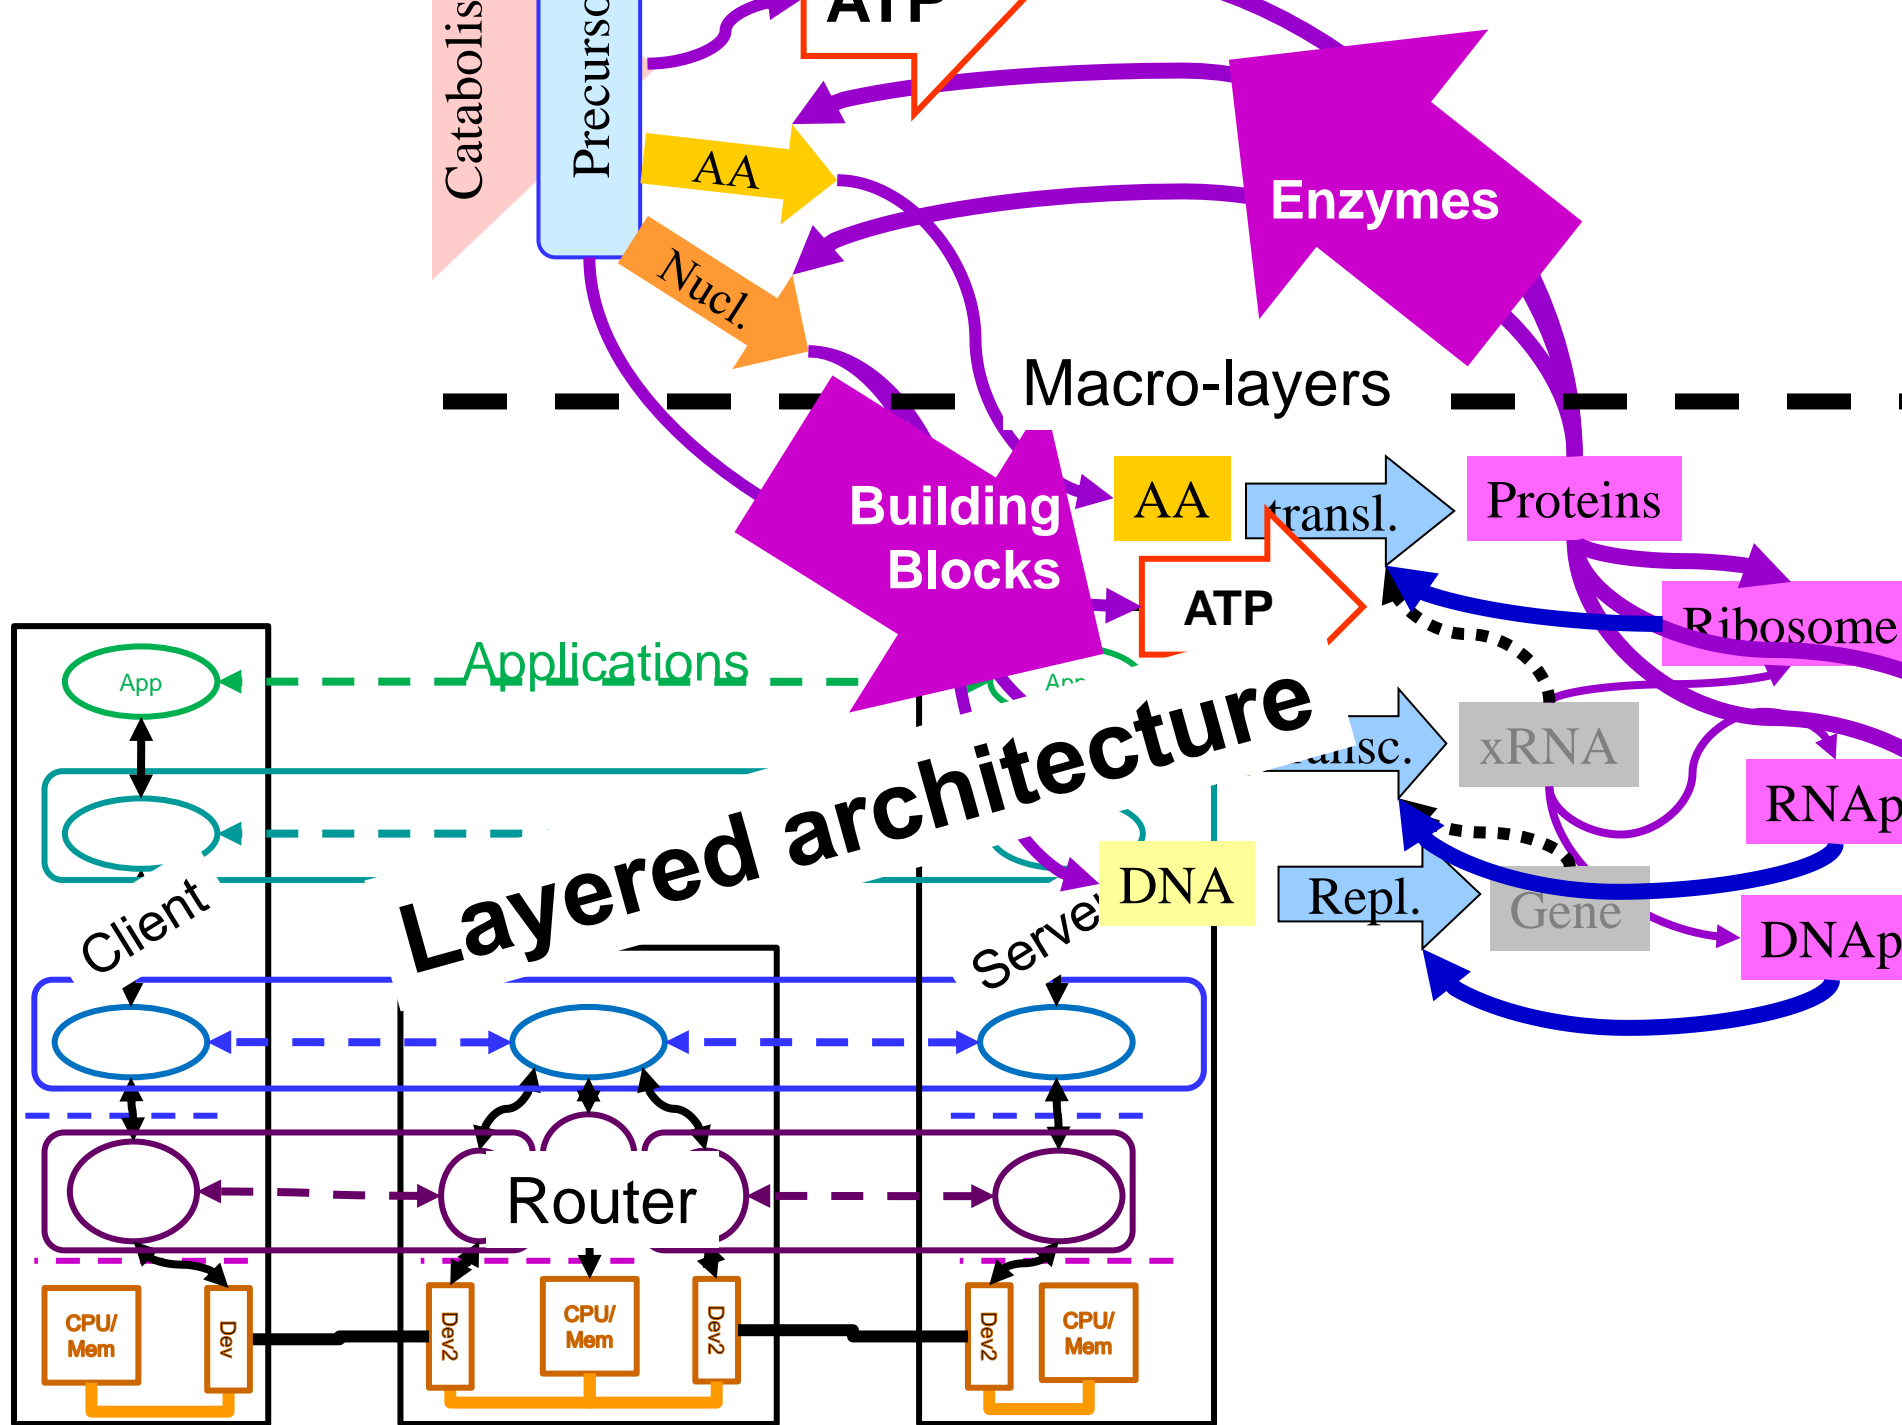 ATP
Catabolis
Precurso
AA
Nucl.
Enzymes
Macro-layers
Building
Blocks
AA
transl.
Proteins
ATP
Ribosome
Applications
App
App
Layered architecture
ansc.
xRNA
RNAp
Client
Server
DNA
Repl.
Gene
DNAp
Router
CPU/
Mem
Dev
Dev2
CPU/
Mem
Dev2
Dev2
CPU/
Mem